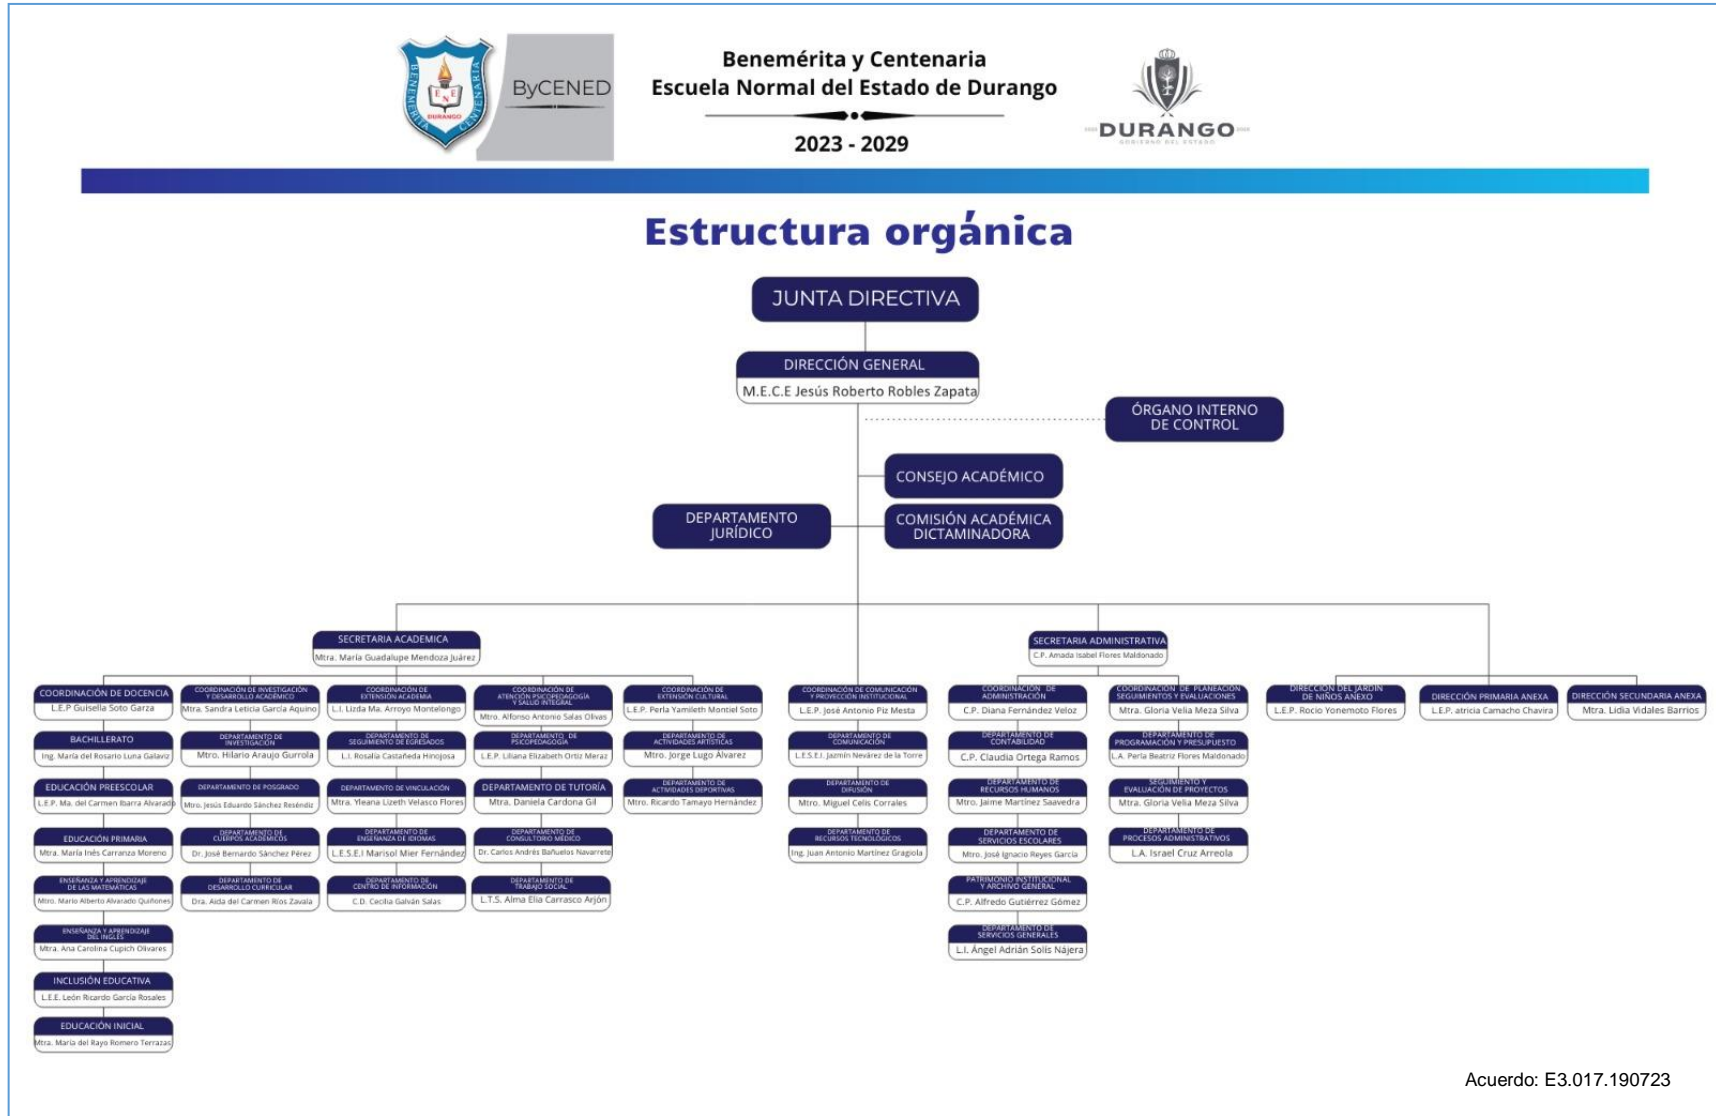 BENEMÉRITA Y CENTENARIA
E N E
DURANGO
ByCENED
Benemérita y Centenaria
Escuela Normal del Estado de Durango
2023 - 2029
DURANGO
GOBIERNO DEL ESTADO
Estructura orgánica
JUNTA DIRECTIVA
DIRECCIÓN GENERAL
M.E.C.E Jesús Roberto Robles Zapata
ÓRGANO INTERNO
DE CONTROL
CONSEJO ACADÉMICO
DEPARTAMENTO
JURÍDICO
COMISIÓN ACADÉMICA
DICTAMINADORA
SECRETARIA ACADEMICA
Mtra. María Guadalupe Mendoza Juárez
SECRETARIA ADMINISTRATIVA
C.P. Amada Isabel Flores Maldonado
COORDINACIÓN DE DOCENCIA
L.E.P Guisella Soto Garza
BACHILLERATO
Ing. María del Rosario Luna Galaviz
EDUCACIÓN PREESCOLAR
L.E.P. Ma. del Carmen Ibarra Alvarado
EDUCACIÓN PRIMARIA
Mtra. María Inés Carranza Moreno
ENSEÑANZA Y APRENDIZAJE
DE LAS MATEMÁTICAS
Mtro. Mario Alberto Alvarado Quiñones
ENSEÑANZA Y APRENDIZAJE
DEL INGLÉS
Mtra. Ana Carolina Cupich Olivares
INCLUSIÓN EDUCATIVA
L.E.E. León Ricardo García Rosales
EDUCACIÓN INICIAL
Mtra. María del Rayo Romero Terrazas
COORDINACIÓN DE INVESTIGACIÓN
Y DESARROLLO ACADÉMICO
Mtra. Sandra Leticia García Aquino
DEPARTAMENTO DE
INVESTIGACIÓN
Mtro. Hilario Araujo Gurrola
DEPARTAMENTO DE POSGRADO
Mtro. Jesús Eduardo Sánchez Reséndiz
DEPARTAMENTO DE
CUERPOS ACADÉMICOS
Dr. José Bernardo Sánchez Pérez
DEPARTAMENTO DE
DESARROLLO CURRICULAR
Dra. Aida del Carmen Ríos Zavala
COORDINACIÓN DE
EXTENSIÓN ACADEMIA
L.I. Lizda Ma. Arroyo Montelongo
DEPARTAMENTO DE
SEGUIMIENTO DE EGRESADOS
L.I. Rosalía Castañeda Hinojosa
DEPARTAMENTO DE VINCULACIÓN
Mtra. Yleana Lizeth Velasco Flores
DEPARTAMENTO DE
ENSEÑANZA DE IDIOMAS
L.E.S.E.I Marisol Mier Fernández
DEPARTAMENTO DE
CENTRO DE INFORMACIÓN
C.D. Cecilia Galván Salas
COORDINACIÓN DE
ATENCIÓN PSICOPEDAGOGÍA
Y SALUD INTEGRAL
Mtro. Alfonso Antonio Salas Olivas
DEPARTAMENTO DE
PSICOPEDAGOGÍA
L.E.P. Liliana Elizabeth Ortiz Meraz
DEPARTAMENTO DE TUTORÍA
Mtra. Daniela Cardona Gil
DEPARTAMENTO DE
CONSULTORIO MÉDICO
Dr. Carlos Andrés Bañuelos Navarrete
DEPARTAMENTO DE
TRABAJO SOCIAL
L.T.S. Alma Elia Carrasco Arjón
COORDINACIÓN DE
EXTENSIÓN CULTURAL
L.E.P. Perla Yamileth Montiel Soto
DEPARTAMENTO DE
ACTIVIDADES ARTÍSTICAS
Mtro. Jorge Lugo Álvarez
DEPARTAMENTO DE
ACTIVIDADES DEPORTIVAS
Mtro. Ricardo Tamayo Hernández
COORDINACIÓN DE COMUNICACIÓN
Y PROYECCIÓN INSTITUCIONAL
L.E.P. José Antonio Piz Mesta
DEPARTAMENTO DE
COMUNICACIÓN
L.E.S.E.I. Jazmín Nevárez de la Torre
DEPARTAMENTO DE
DIFUSIÓN
Mtro. Miguel Celis Corrales
DEPARTAMENTO DE
RECURSOS TECNOLÓGICOS
Ing. Juan Antonio Martínez Gragiola
COORDINACIÓN DE
ADMINISTRACIÓN
C.P. Diana Fernández Veloz
DEPARTAMENTO DE
CONTABILIDAD
C.P. Claudia Ortega Ramos
DEPARTAMENTO DE
RECURSOS HUMANOS
Mtro. Jaime Martínez Saavedra
DEPARTAMENTO DE
SERVICIOS ESCOLARES
Mtro. José Ignacio Reyes García
PATRIMONIO INSTITUCIONAL
Y ARCHIVO GENERAL
C.P. Alfredo Gutiérrez Gómez
DEPARTAMENTO DE
SERVICIOS GENERALES
L.I. Ángel Adrián Solís Nájera
COORDINACIÓN DE PLANEACIÓN
SEGUIMIENTOS Y EVALUACIONES
Mtra. Gloria Velia Meza Silva
DEPARTAMENTO DE
PROGRAMACIÓN Y PRESUPUESTO
L.A. Perla Beatriz Flores Maldonado
SEGUIMIENTO Y
EVALUACIÓN DE PROYECTOS
Mtra. Gloria Velia Meza Silva
DEPARTAMENTO DE
PROCESOS ADMINISTRATIVOS
L.A. Israel Cruz Arreola
DIRECCIÓN DEL JARDÍN
DE NIÑOS ANEXO
L.E.P. Rocio Yonemoto Flores
DIRECCIÓN PRIMARIA ANEXA
L.E.P. atricia Camacho Chavira
DIRECCIÓN SECUNDARIA ANEXA
Mtra. Lidia Vidales Barrios
Acuerdo: E3.017.190723